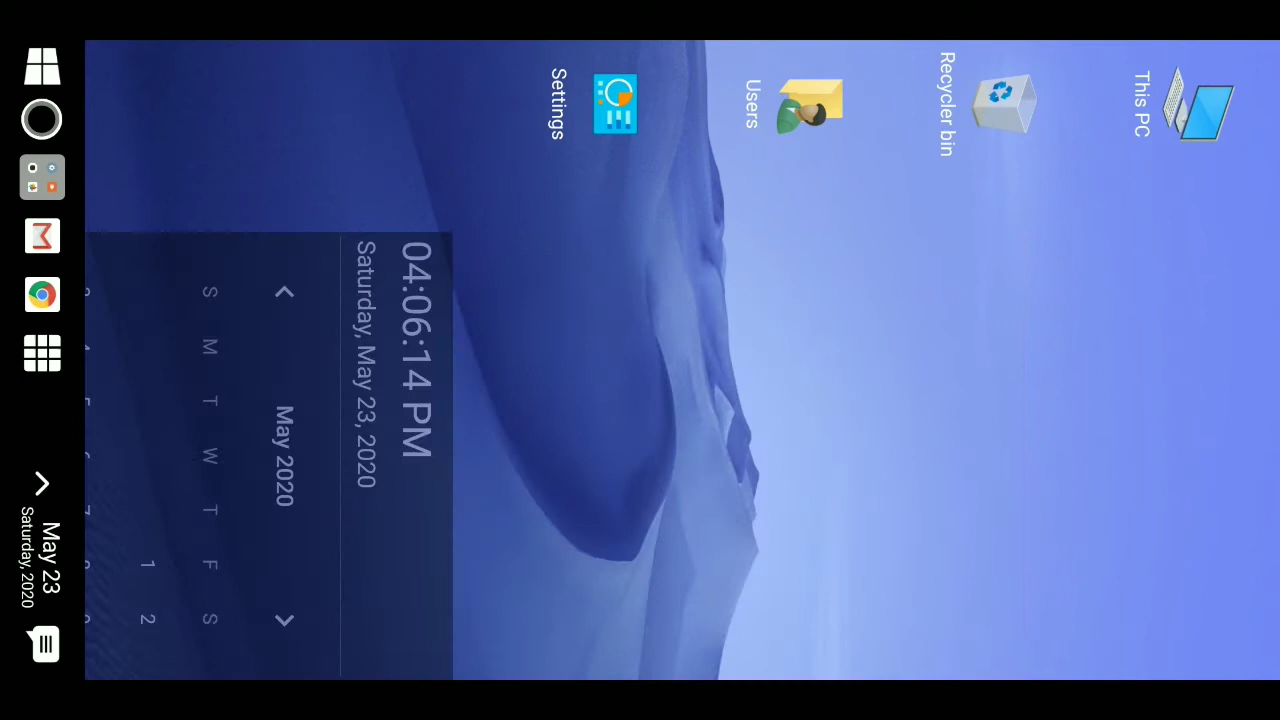 This PC
Recycler bin
Users
Settings
04:06:14 PM
Saturday, May 23, 2020
May 2020
S M T W T F S
1 2
May 23
Saturday, 2020